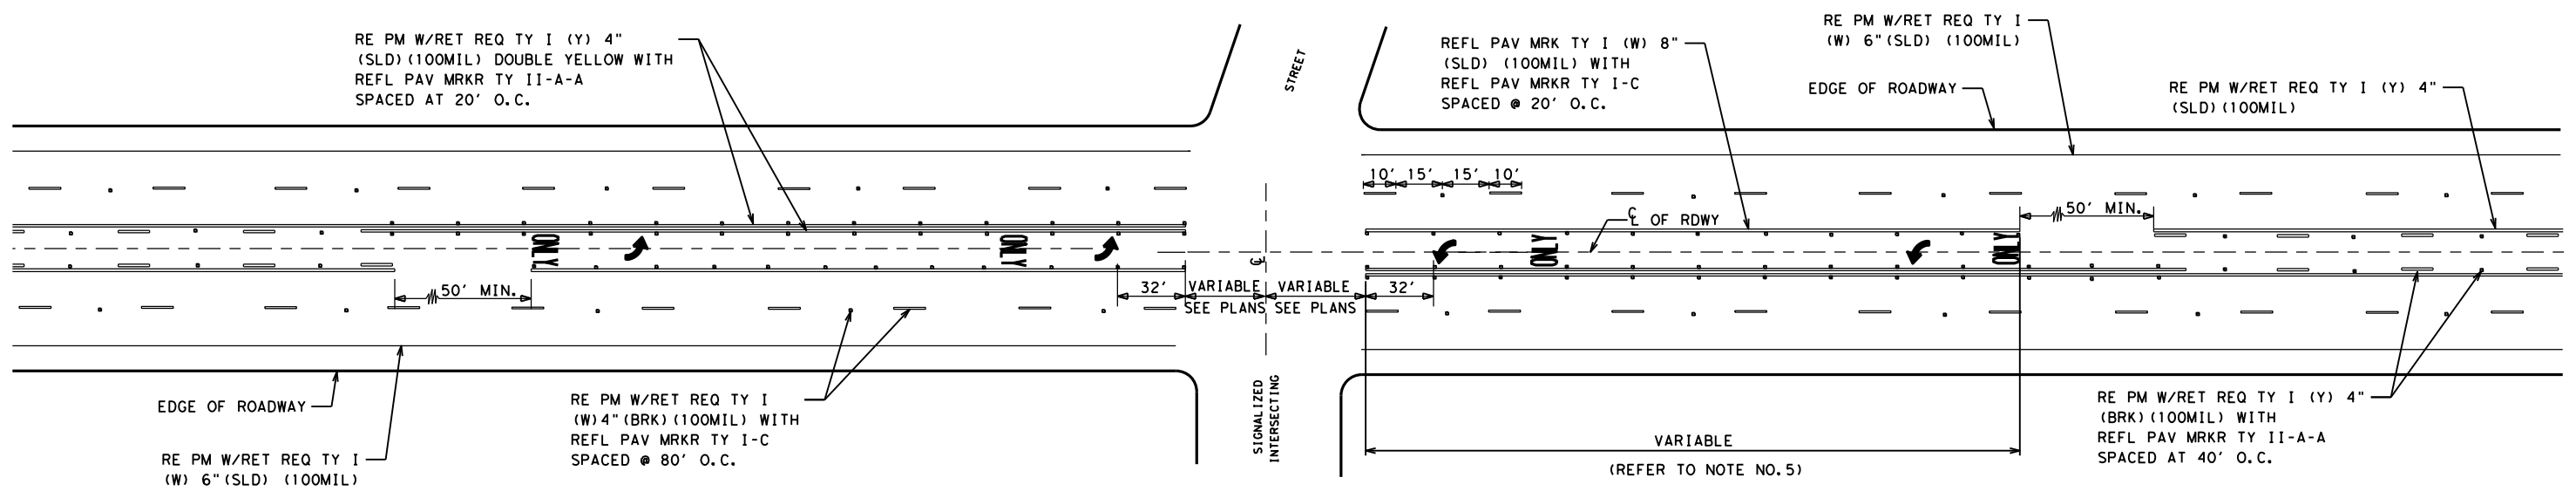 RE PM W/RET REQ TY I (Y) 4"
(SLD)(100MIL) DOUBLE YELLOW WITH
REFL PAV MRKR TY II-A-A
SPACED AT 20' O.C.
STREET
REFL PAV MRK TY I (W) 8"
(SLD) (100MIL) WITH
REFL PAV MRKR TY I-C
SPACED @ 20' O.C.
RE PM W/RET REQ TY I
(W) 6"(SLD) (100MIL)
EDGE OF ROADWAY
RE PM W/RET REQ TY I (Y) 4"
(SLD)(100MIL)
10' 15' 15' 10'
℄ OF RDWY
50' MIN.
ONLY
ONLY
ONLY
ONLY
℄
50' MIN.
32'
VARIABLE
SEE PLANS
VARIABLE
SEE PLANS
32'
EDGE OF ROADWAY
RE PM W/RET REQ TY I
(W) 6"(SLD) (100MIL)
RE PM W/RET REQ TY I
(W)4"(BRK)(100MIL) WITH
REFL PAV MRKR TY I-C
SPACED @ 80' O.C.
SIGNALIZED
INTERSECTING
VARIABLE
(REFER TO NOTE NO.5)
RE PM W/RET REQ TY I (Y) 4"
(BRK)(100MIL) WITH
REFL PAV MRKR TY II-A-A
SPACED AT 40' O.C.